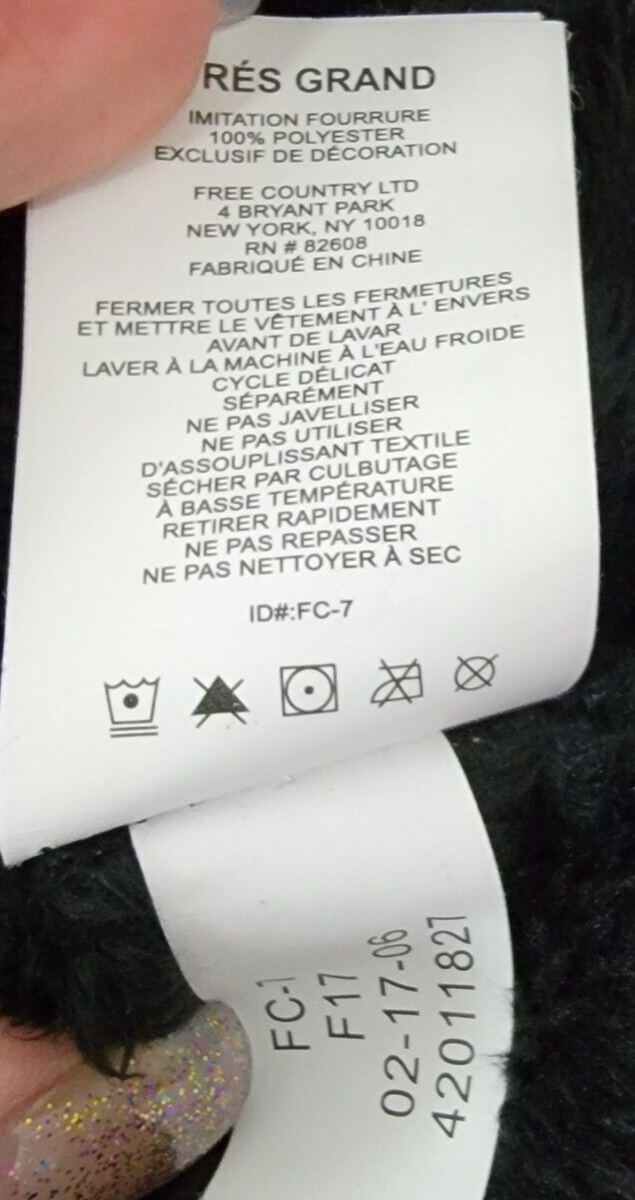 RÉS GRAND
IMITATION FOURRURE
100% POLYESTER
EXCLUSIF DE DÉCORATION
FREE COUNTRY LTD
4 BRYANT PARK
NEW YORK, NY 10018
RN # 82608
FABRIQUÉ EN CHINE
FERMER TOUTES LES FERMETURES
ET METTRE LE VÊTEMENT À L' ENVERS
AVANT DE LAVAR
LAVER À LA MACHINE À L'EAU FROIDE
CYCLE DÉLICAT
SÉPARÉMENT
NE PAS JAVELLISER
NE PAS UTILISER
D'ASSOUPLISSANT TEXTILE
SÉCHER PAR CULBUTAGE
À BASSE TEMPÉRATURE
RETIRER RAPIDEMENT
NE PAS REPASSER
NE PAS NETTOYER À SEC
ID#:FC-7
F17
02-17-06